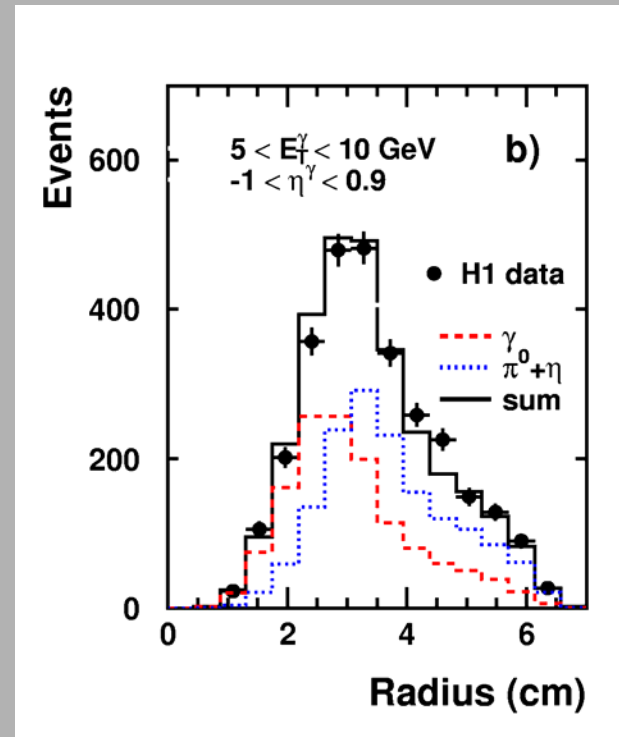 Events
600
400
200
0
5 < E_T^γ < 10 GeV
-1 < η^γ < 0.9
b)
H1 data
γ
π^0+η
sum
0 2 4 6
Radius (cm)